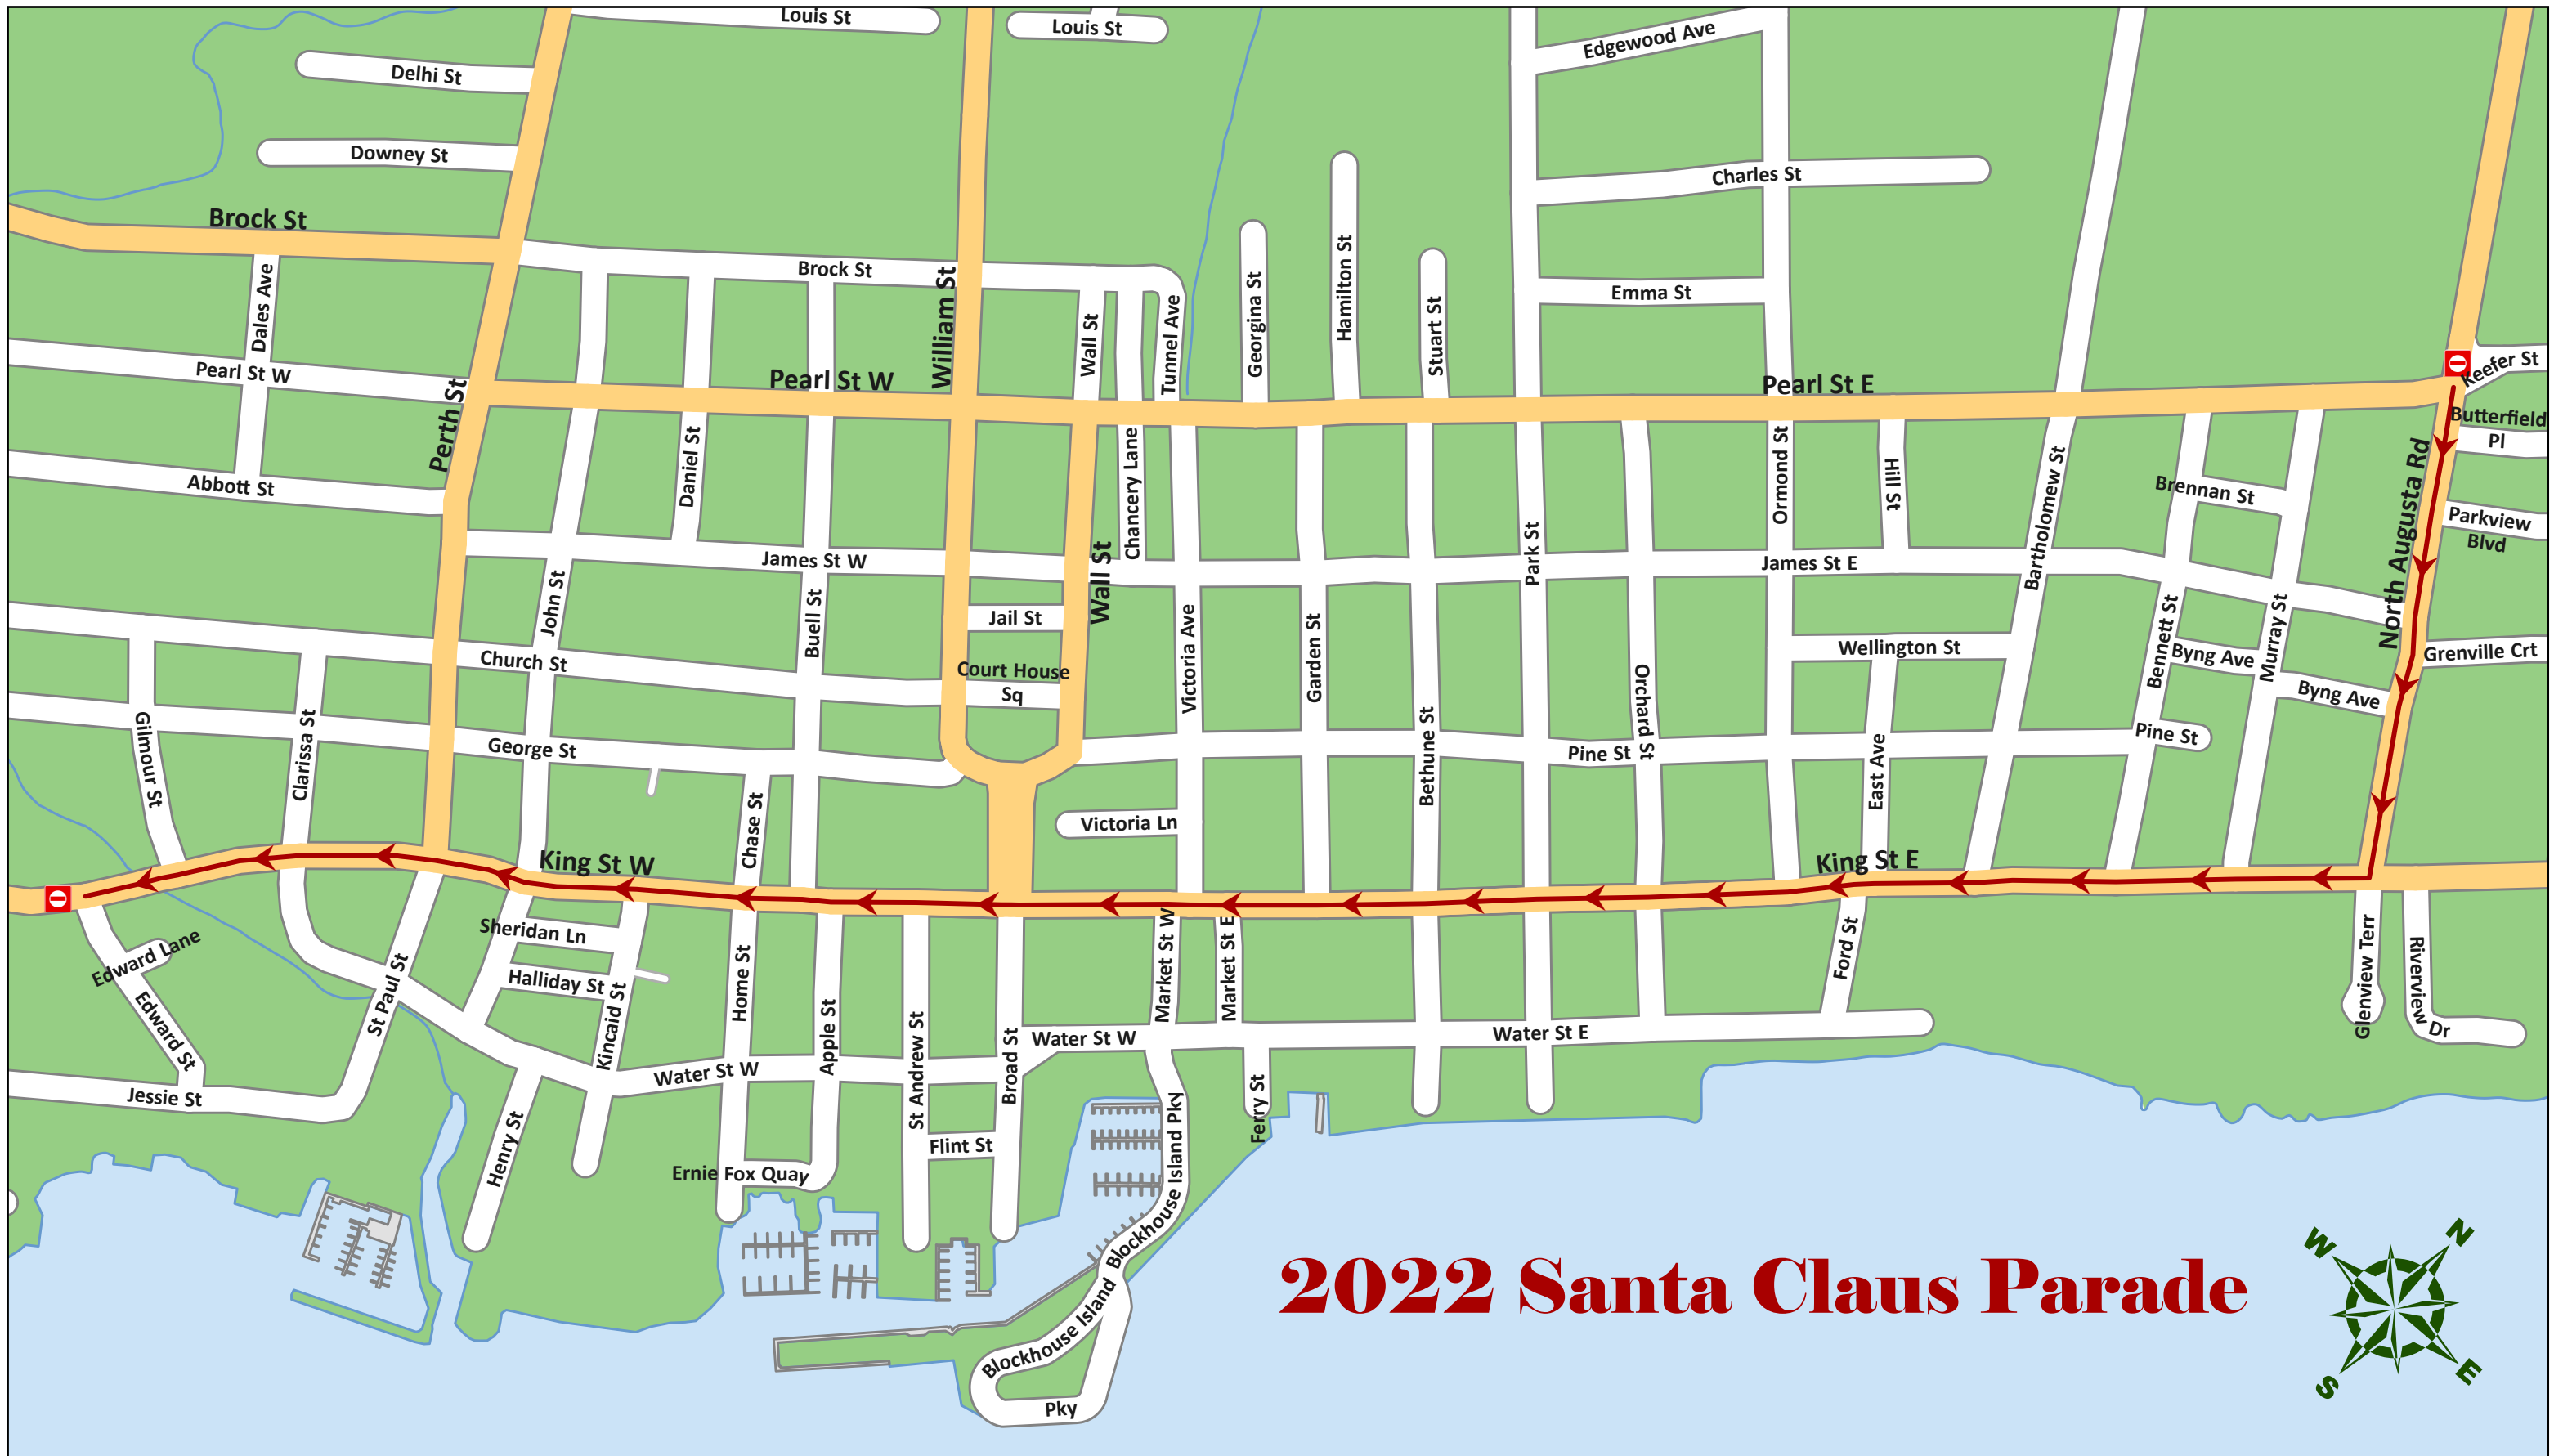 Louis St
Louis St
Edgewood Ave
Delhi St
Downey St
Charles St
Brock St
Brock St
Dales Ave
William St
Wall St
Tunnel Ave
Georgina St
Hamilton St
Stuart St
Emma St
Keefer St
Pearl St W
Pearl St W
Pearl St E
Perth St
Butterfield
Pl
Abbott St
Daniel St
Chancery Lane
Ormond St
Hill St
Bartholomew St
Brennan St
North Augusta Rd
Parkview
Blvd
James St W
Wall St
Park St
James St E
John St
Buell St
Jail St
Victoria Ave
Garden St
Wellington St
Bennett St
Murray St
Byng Ave
Byng Ave
Grenville Crt
Church St
Court House
Sq
Orchard St
Gilmour St
Clarissa St
George St
Bethune St
Pine St
Pine St
East Ave
Chase St
Victoria Ln
King St W
King St E
Sheridan Ln
Edward Lane
Halliday St
Home St
Market St W
Market St E
Ford St
Glenview Terr
Riverview Dr
Edward St
St Paul St
Kincaid St
Apple St
St Andrew St
Broad St
Water St W
Water St E
Water St W
Jessie St
Henry St
Flint St
Ferry St
Ernie Fox Quay
Blockhouse Island Pky
Blockhouse Island
Pky
2022 Santa Claus Parade
N
W
E
S